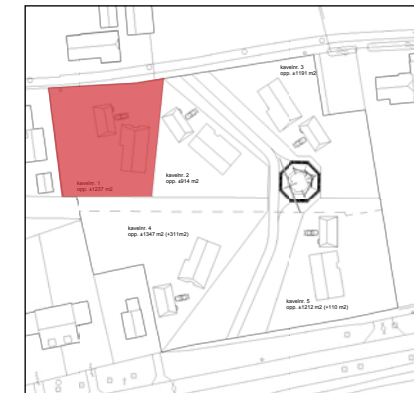 kavelnr. 3
opp. ±1191 m2
kavelnr. 1
opp. ±1237 m2
kavelnr. 2
opp. ±914 m2
kavelnr. 4
opp. ±1347 m2 (+311m2)
kavelnr. 5
opp. ±1212 m2 (+110 m2)